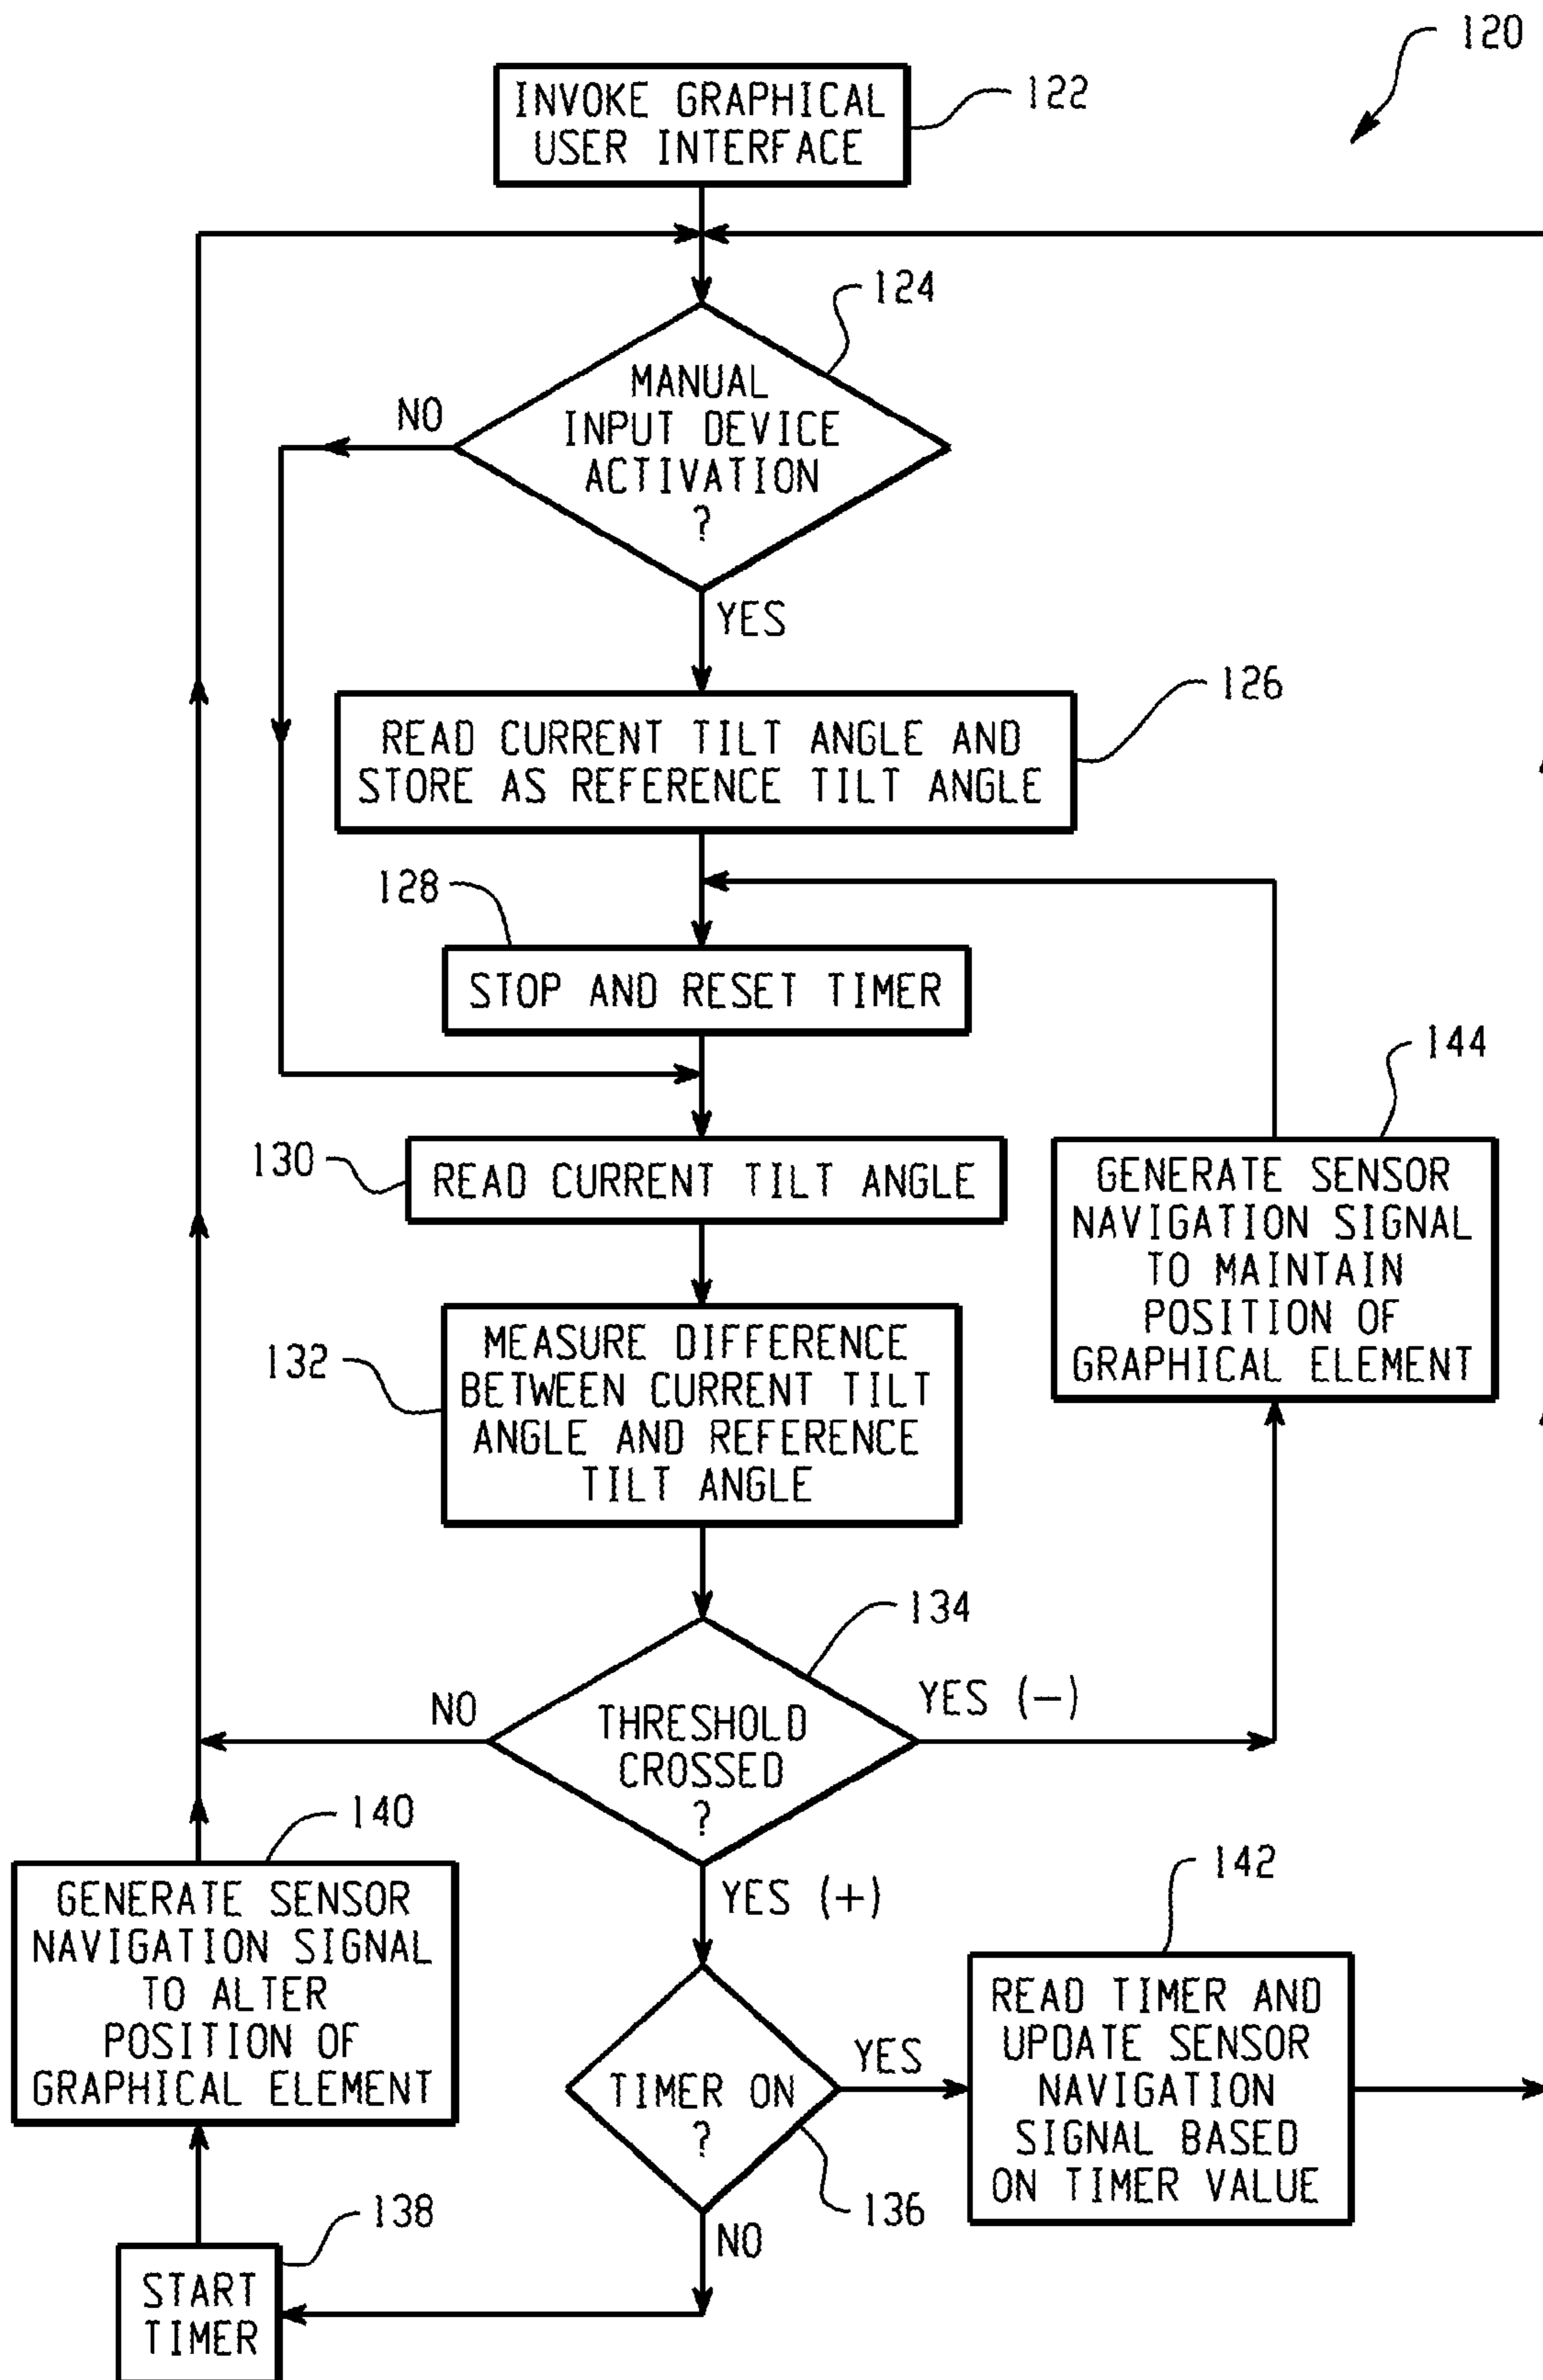 120
INVOKE GRAPHICAL
USER INTERFACE
122
124
MANUAL
INPUT DEVICE
ACTIVATION
?
NO
YES
126
READ CURRENT TILT ANGLE AND
STORE AS REFERENCE TILT ANGLE
128
STOP AND RESET TIMER
144
130
READ CURRENT TILT ANGLE
GENERATE SENSOR
NAVIGATION SIGNAL
TO MAINTAIN
POSITION OF
GRAPHICAL ELEMENT
132
MEASURE DIFFERENCE
BETWEEN CURRENT TILT
ANGLE AND REFERENCE
TILT ANGLE
134
NO
YES (−)
THRESHOLD
CROSSED
?
YES (+)
140
GENERATE SENSOR
NAVIGATION SIGNAL
TO ALTER
POSITION OF
GRAPHICAL ELEMENT
142
READ TIMER AND
UPDATE SENSOR
NAVIGATION
SIGNAL BASED
ON TIMER VALUE
YES
TIMER ON
?
136
NO
138
START
TIMER